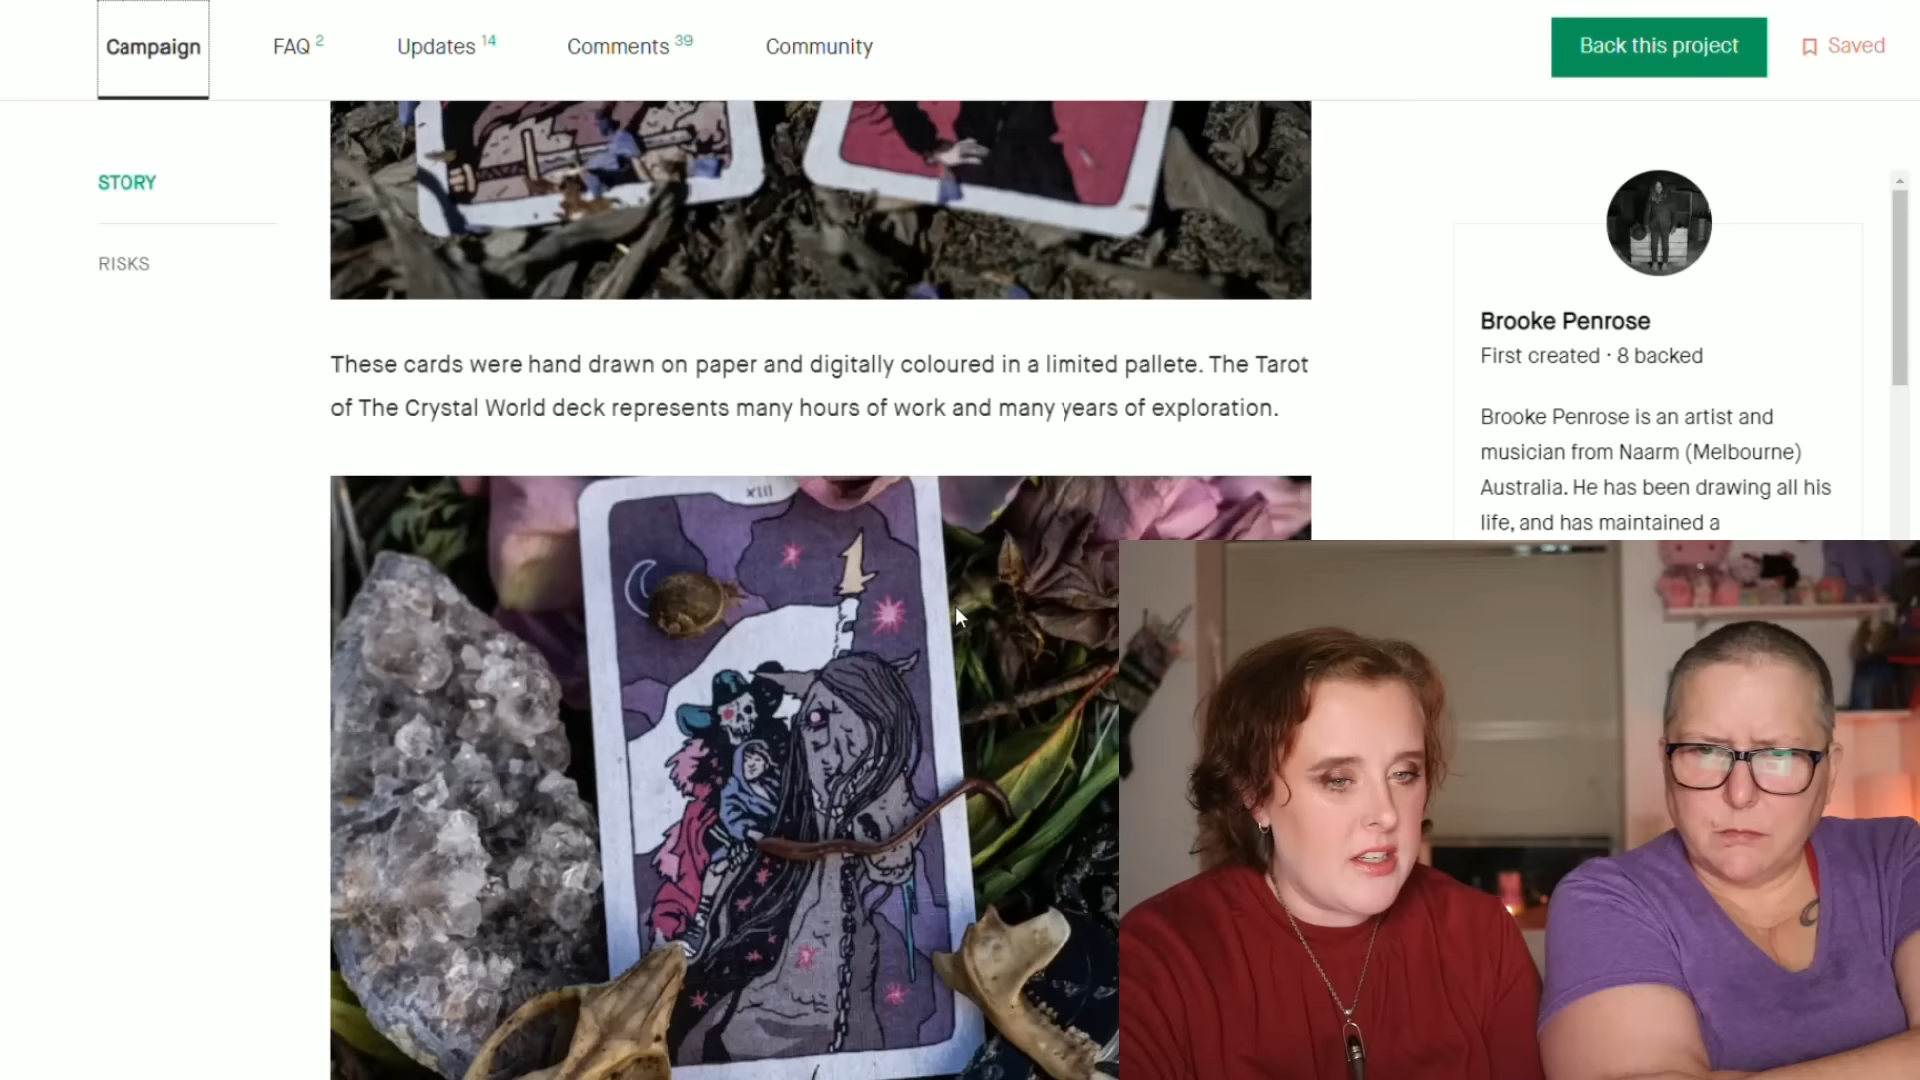 Campaign
FAQ 2
Updates 14
Comments 39
Community
Back this project
Saved
STORY
RISKS
These cards were hand drawn on paper and digitally coloured in a limited pallete. The Tarot
of The Crystal World deck represents many hours of work and many years of exploration.
XIII
Brooke Penrose
First created · 8 backed
Brooke Penrose is an artist and
musician from Naarm (Melbourne)
Australia. He has been drawing all his
life, and has maintained a